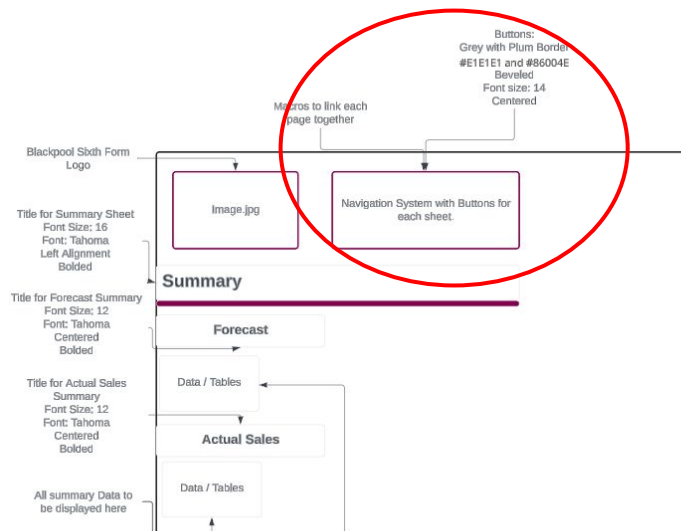 Buttons:
Grey with Plum Border
#E1E1E1 and #86004E
Beveled
Font size: 14
Centered
Macros to link each
page together
Blackpool Sixth Form
Logo
Image.jpg
Navigation System with Buttons for
each sheet.
Title for Summary Sheet
Font Size: 16
Font: Tahoma
Left Alignment
Bolded
Summary
Title for Forecast Summary
Font Size: 12
Font: Tahoma
Centered
Bolded
Forecast
Data / Tables
Title for Actual Sales
Summary
Font Size: 12
Font: Tahoma
Centered
Bolded
Actual Sales
Data / Tables
All summary Data to
be displayed here